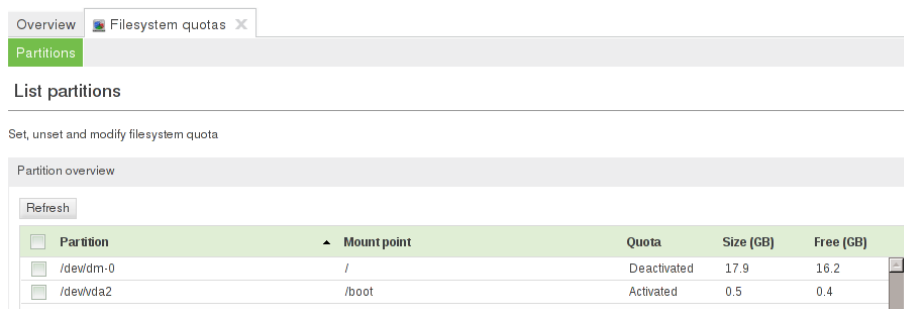 Overview Filesystem quotas
Partitions
List partitions
Set, unset and modify filesystem quota
Partition overview
Refresh
Partition Mount point Quota Size (GB) Free (GB)
/dev/dm-0 / Deactivated 17.9 16.2
/dev/vda2 /boot Activated 0.5 0.4